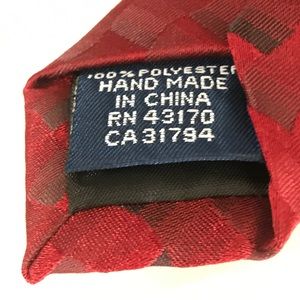 100% POLYESTER
HAND MADE
IN CHINA
RN 43170
CA 31794